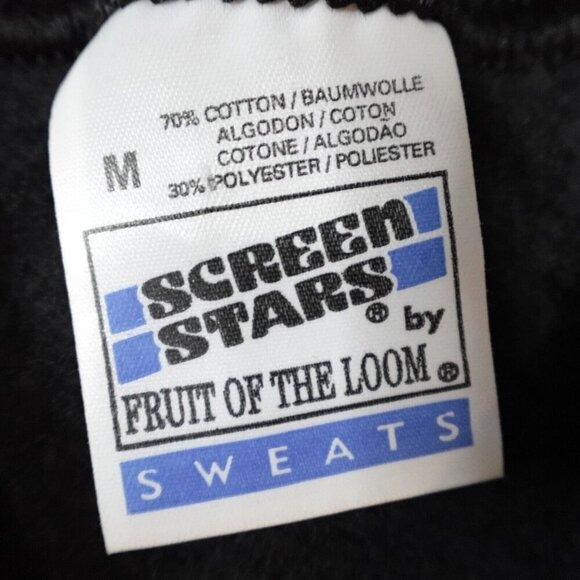 70% COTTON / BAUMWOLLE
ALGODON / COTON
COTONE / ALGODÃO
30% POLYESTER / POLIESTER
M
SCREEN
STARS® by
FRUIT OF THE LOOM®
SWEATS